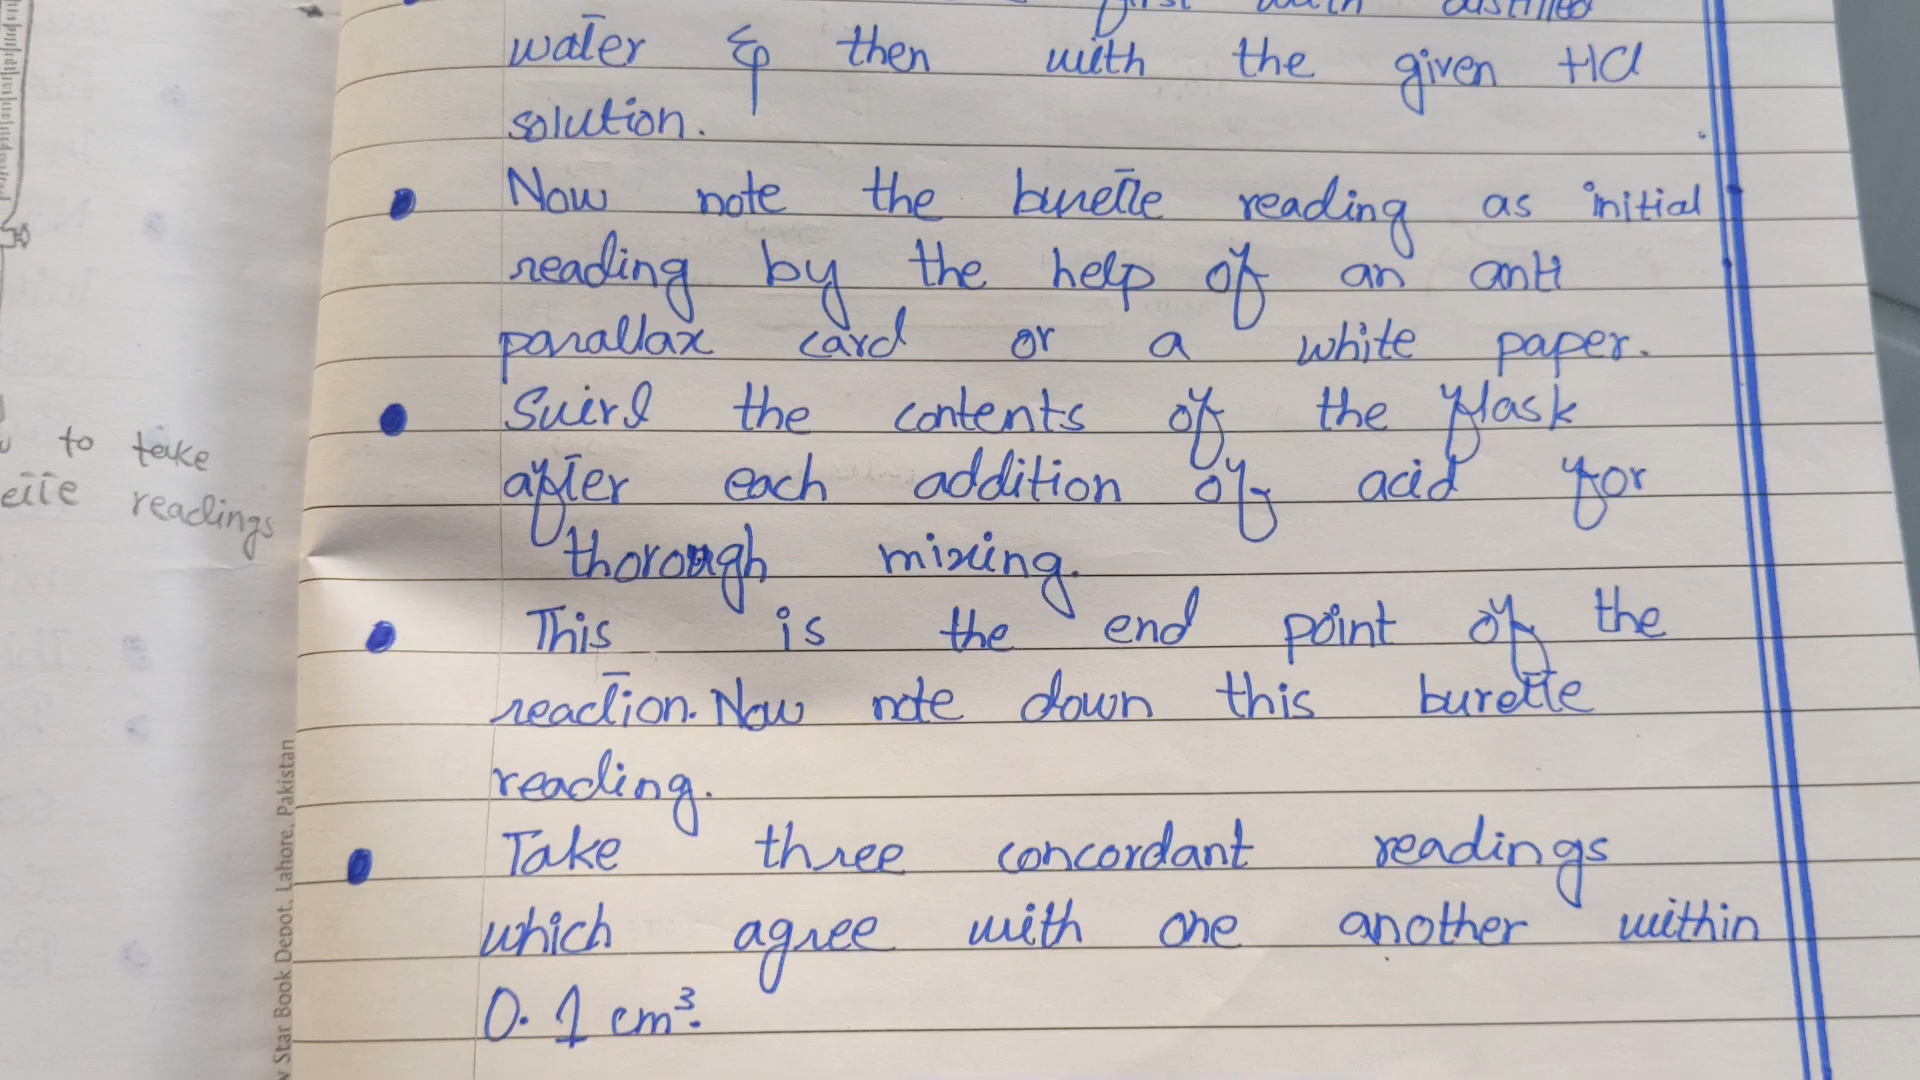 first with distilled
water & then with the given HCl
solution.
• Now note the burette reading as initial
reading by the help of an anti
parallax card or a white paper.
• Swirl the contents of the flask
after each addition of acid for
thorough mixing.
• This is the end point of the
reaction. Now note down this burette
reading.
• Take three concordant readings
which agree with one another within
0.1 cm³.
to take
readings
Star Book Depot, Lahore, Pakistan